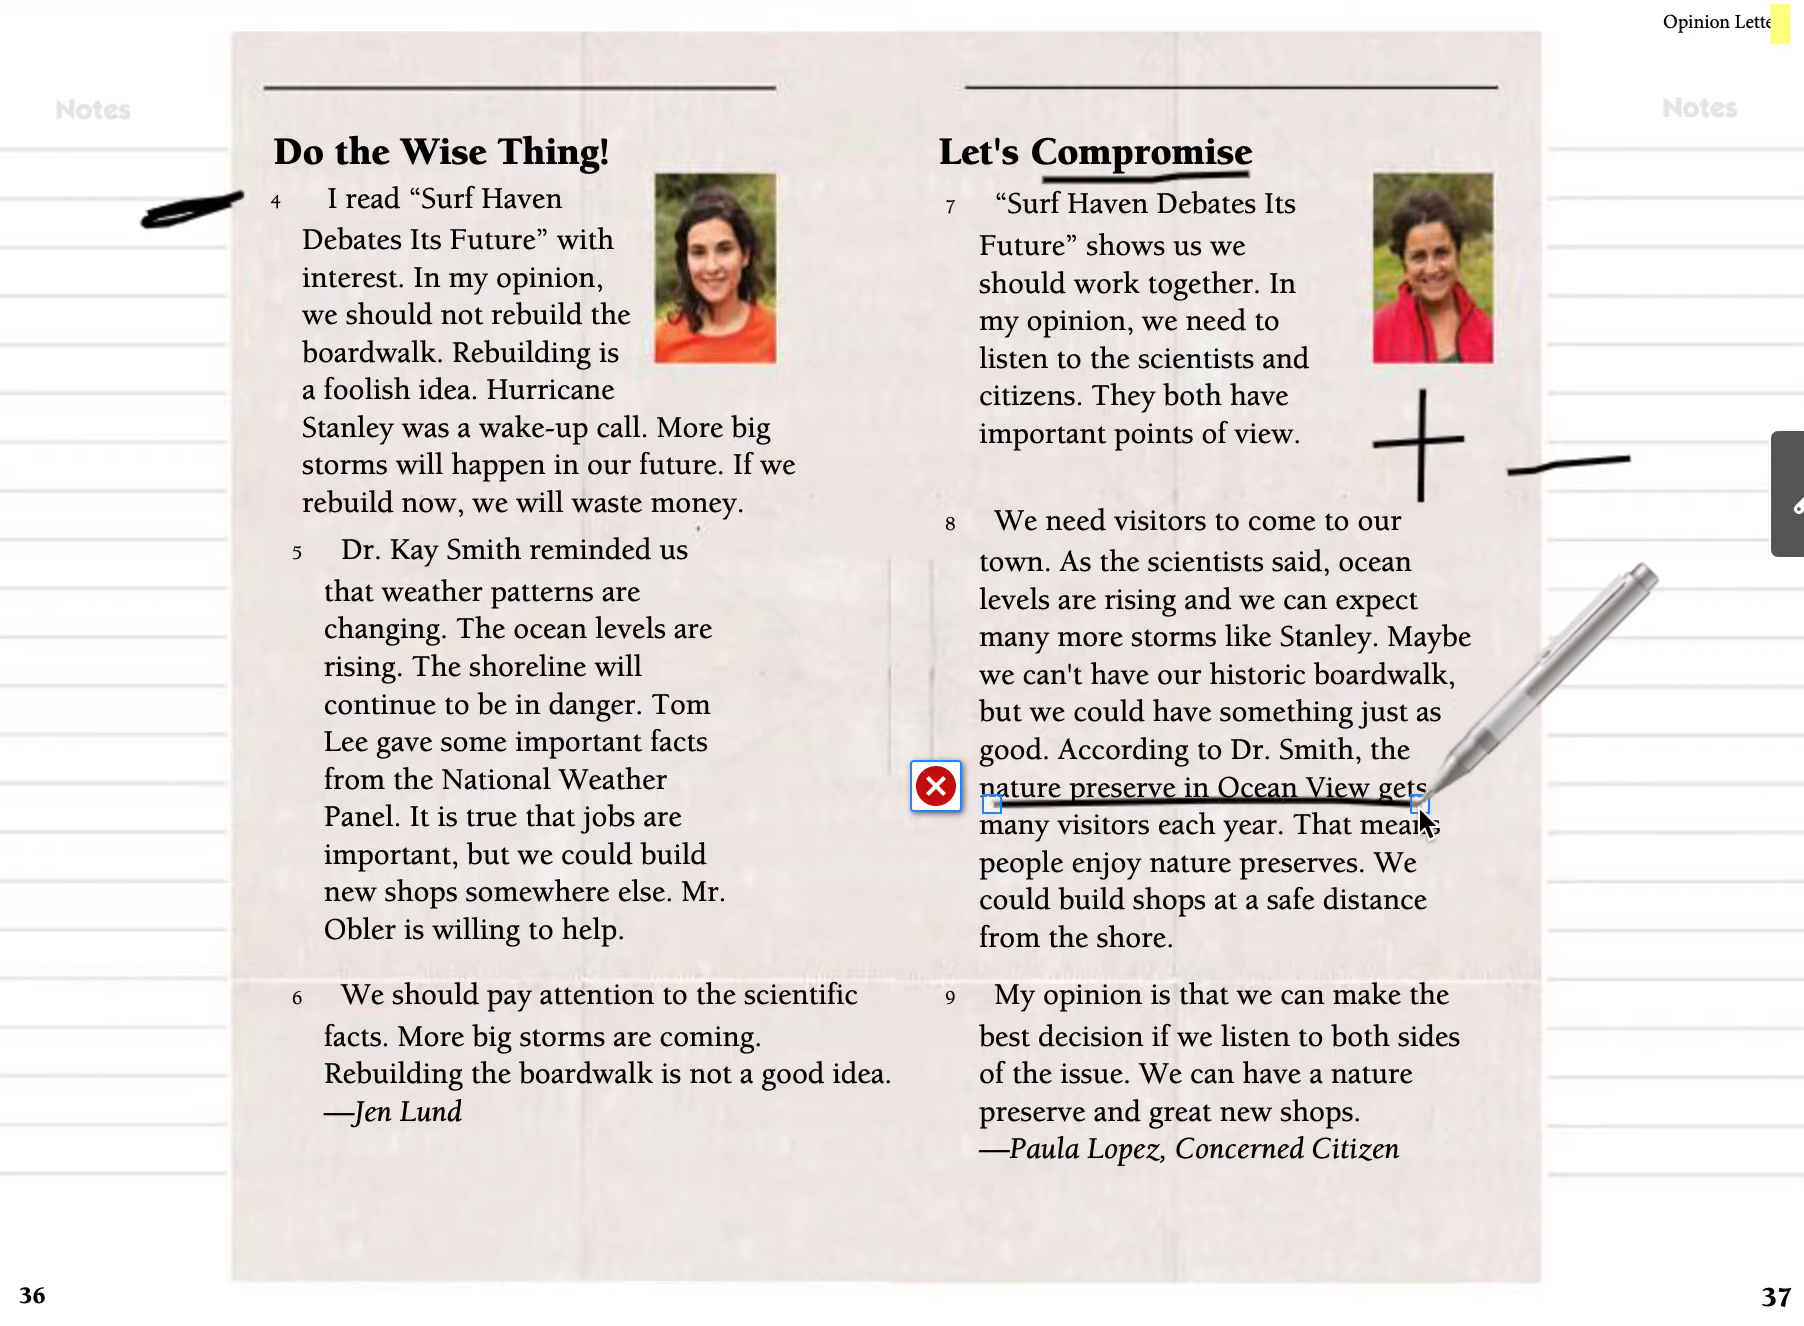 Opinion Lette
Notes
Notes
Do the Wise Thing!
4 I read “Surf Haven
Debates Its Future” with
interest. In my opinion,
we should not rebuild the
boardwalk. Rebuilding is
a foolish idea. Hurricane
Stanley was a wake-up call. More big
storms will happen in our future. If we
rebuild now, we will waste money.
5 Dr. Kay Smith reminded us
that weather patterns are
changing. The ocean levels are
rising. The shoreline will
continue to be in danger. Tom
Lee gave some important facts
from the National Weather
Panel. It is true that jobs are
important, but we could build
new shops somewhere else. Mr.
Obler is willing to help.
6 We should pay attention to the scientific
facts. More big storms are coming.
Rebuilding the boardwalk is not a good idea.
—Jen Lund
Let's Compromise
7 “Surf Haven Debates Its
Future” shows us we
should work together. In
my opinion, we need to
listen to the scientists and
citizens. They both have
important points of view.
8 We need visitors to come to our
town. As the scientists said, ocean
levels are rising and we can expect
many more storms like Stanley. Maybe
we can't have our historic boardwalk,
but we could have something just as
good. According to Dr. Smith, the
nature preserve in Ocean View gets
many visitors each year. That means
people enjoy nature preserves. We
could build shops at a safe distance
from the shore.
9 My opinion is that we can make the
best decision if we listen to both sides
of the issue. We can have a nature
preserve and great new shops.
—Paula Lopez, Concerned Citizen
36
37